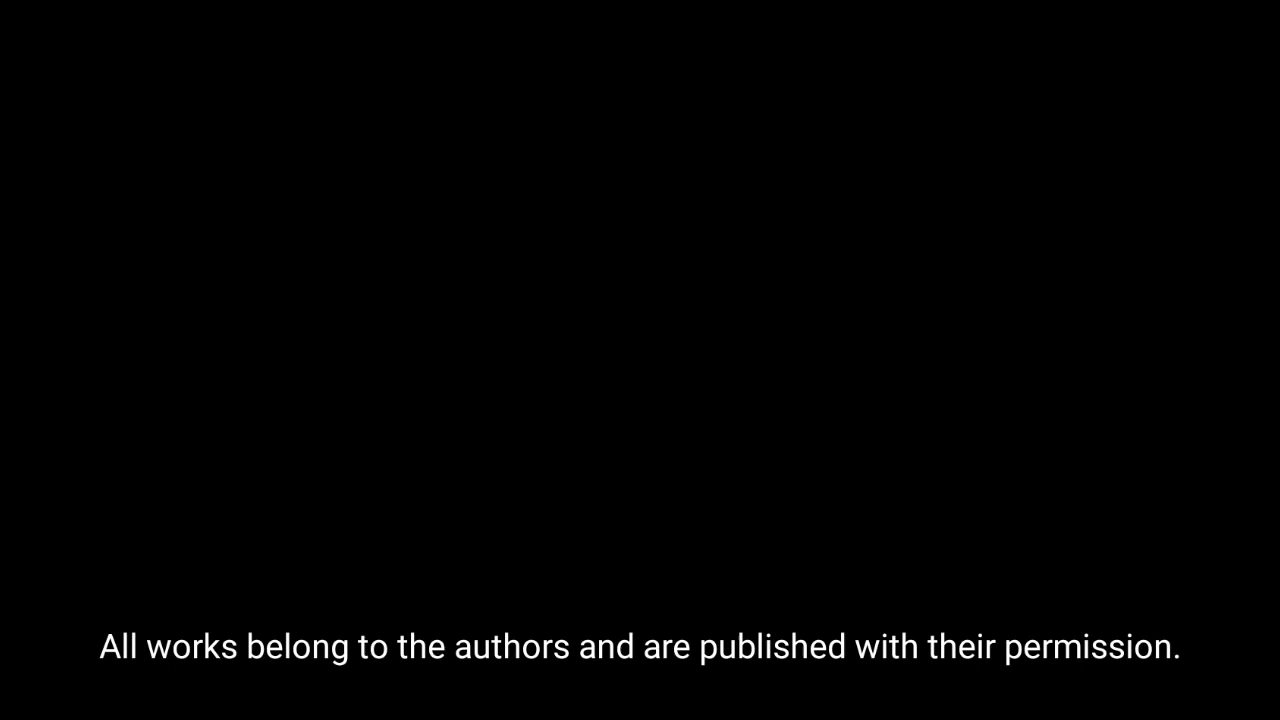 All works belong to the authors and are published with their permission.